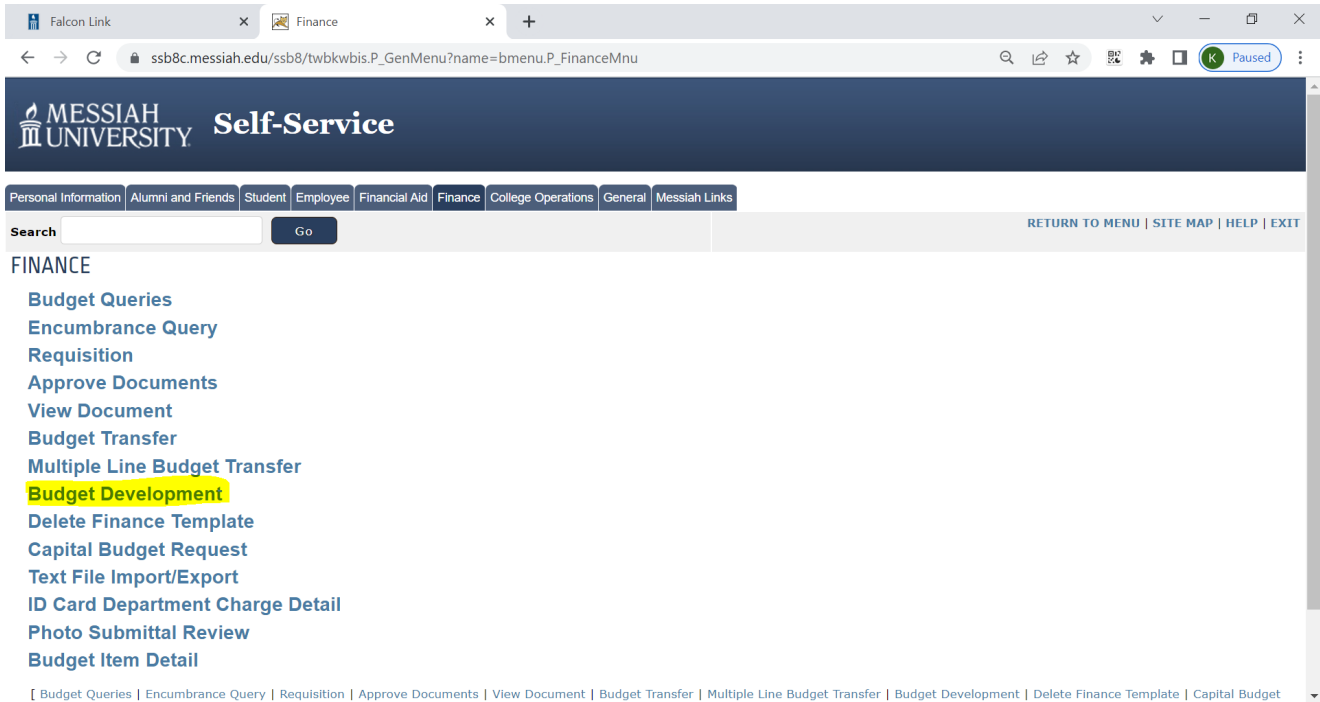 Falcon Link
Finance
ssb8c.messiah.edu/ssb8/twbkwbis.P_GenMenu?name=bmenu.P_FinanceMnu
K Paused
MESSIAH UNIVERSITY
Self-Service
Personal Information Alumni and Friends Student Employee Financial Aid Finance College Operations General Messiah Links
Search Go
RETURN TO MENU | SITE MAP | HELP | EXIT
FINANCE
Budget Queries
Encumbrance Query
Requisition
Approve Documents
View Document
Budget Transfer
Multiple Line Budget Transfer
Budget Development
Delete Finance Template
Capital Budget Request
Text File Import/Export
ID Card Department Charge Detail
Photo Submittal Review
Budget Item Detail
[ Budget Queries | Encumbrance Query | Requisition | Approve Documents | View Document | Budget Transfer | Multiple Line Budget Transfer | Budget Development | Delete Finance Template | Capital Budget